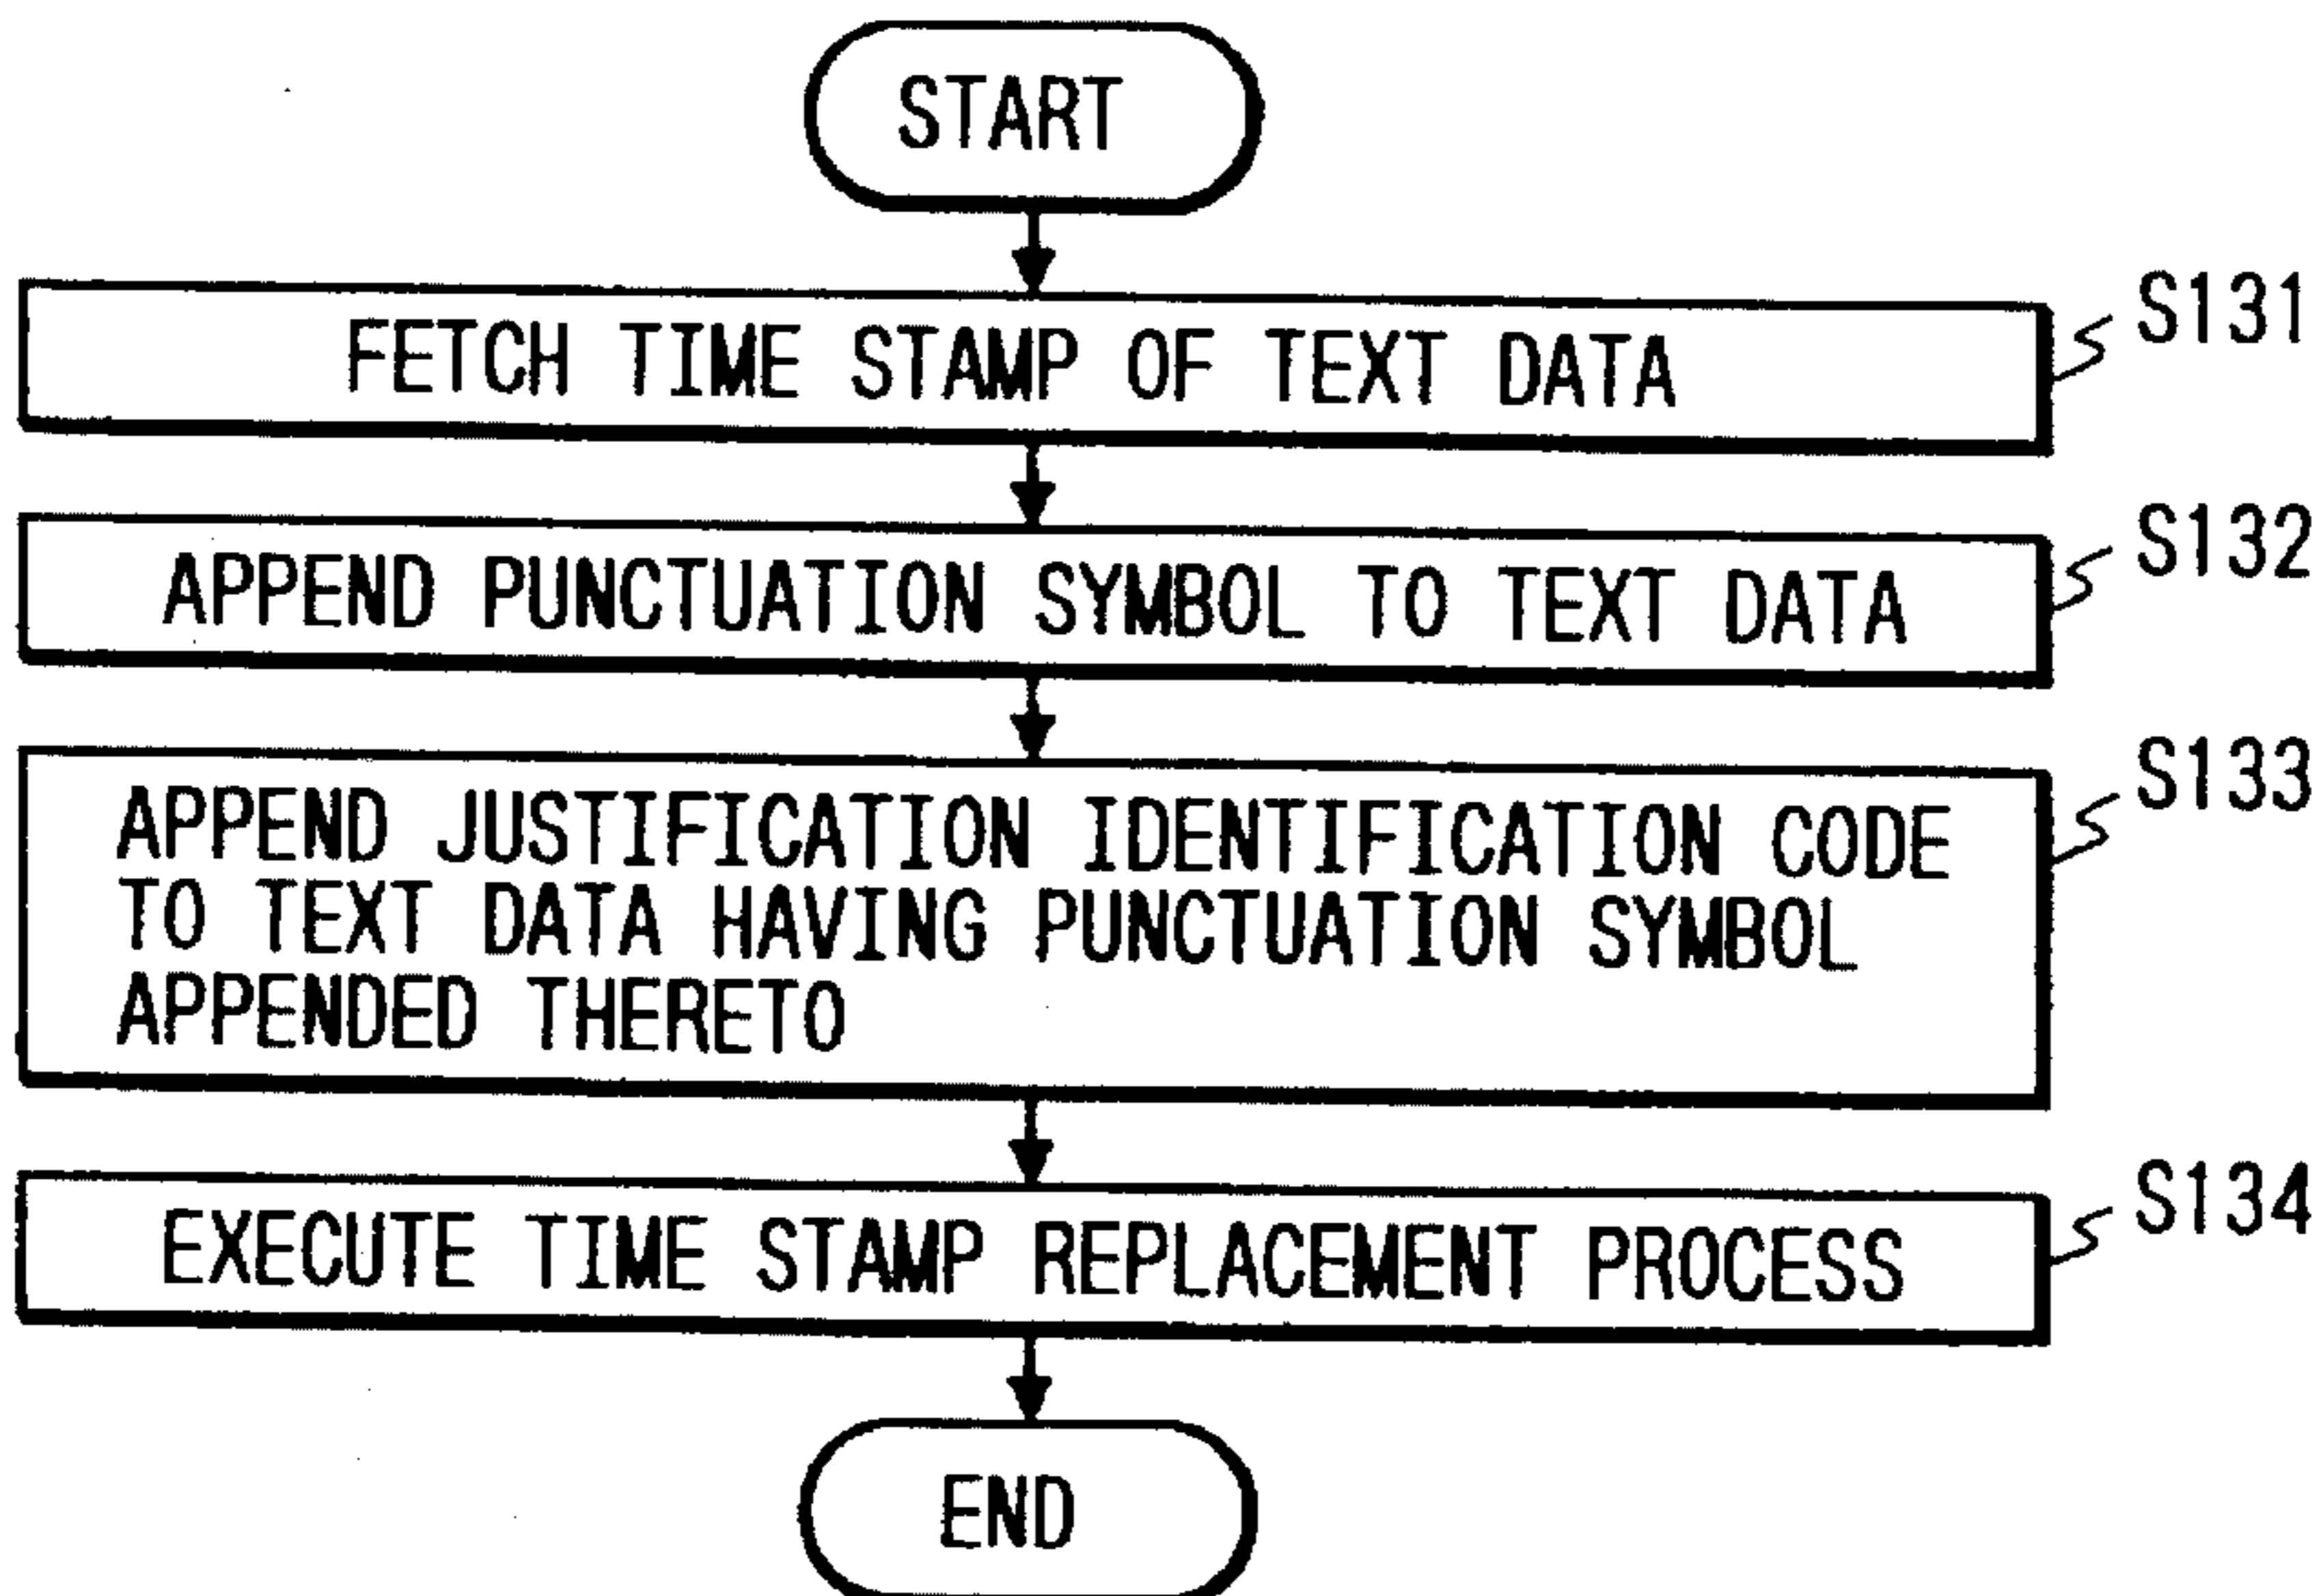 START
S131
FETCH TIME STAMP OF TEXT DATA
S132
APPEND PUNCTUATION SYMBOL TO TEXT DATA
S133
APPEND JUSTIFICATION IDENTIFICATION CODE
TO TEXT DATA HAVING PUNCTUATION SYMBOL
APPENDED THERETO
S134
EXECUTE TIME STAMP REPLACEMENT PROCESS
END